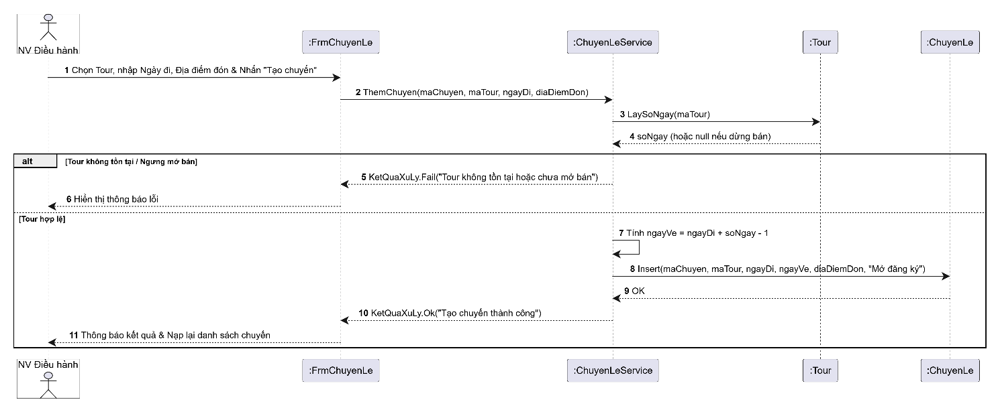 NV Điều hành
:FrmChuyenLe
:ChuyenLeService
:Tour
:ChuyenLe
1 Chọn Tour, nhập Ngày đi, Địa điểm đón & Nhấn "Tạo chuyến"
2 ThemChuyen(maChuyen, maTour, ngayDi, diaDiemDon)
3 LaySoNgay(maTour)
4 soNgay (hoặc null nếu dừng bán)
alt
[Tour không tồn tại / Ngưng mở bán]
5 KetQuaXuLy.Fail("Tour không tồn tại hoặc chưa mở bán")
6 Hiển thị thông báo lỗi
[Tour hợp lệ]
7 Tính ngayVe = ngayDi + soNgay - 1
8 Insert(maChuyen, maTour, ngayDi, ngayVe, diaDiemDon, "Mở đăng ký")
9 OK
10 KetQuaXuLy.Ok("Tạo chuyến thành công")
11 Thông báo kết quả & Nạp lại danh sách chuyến
NV Điều hành
:FrmChuyenLe
:ChuyenLeService
:Tour
:ChuyenLe